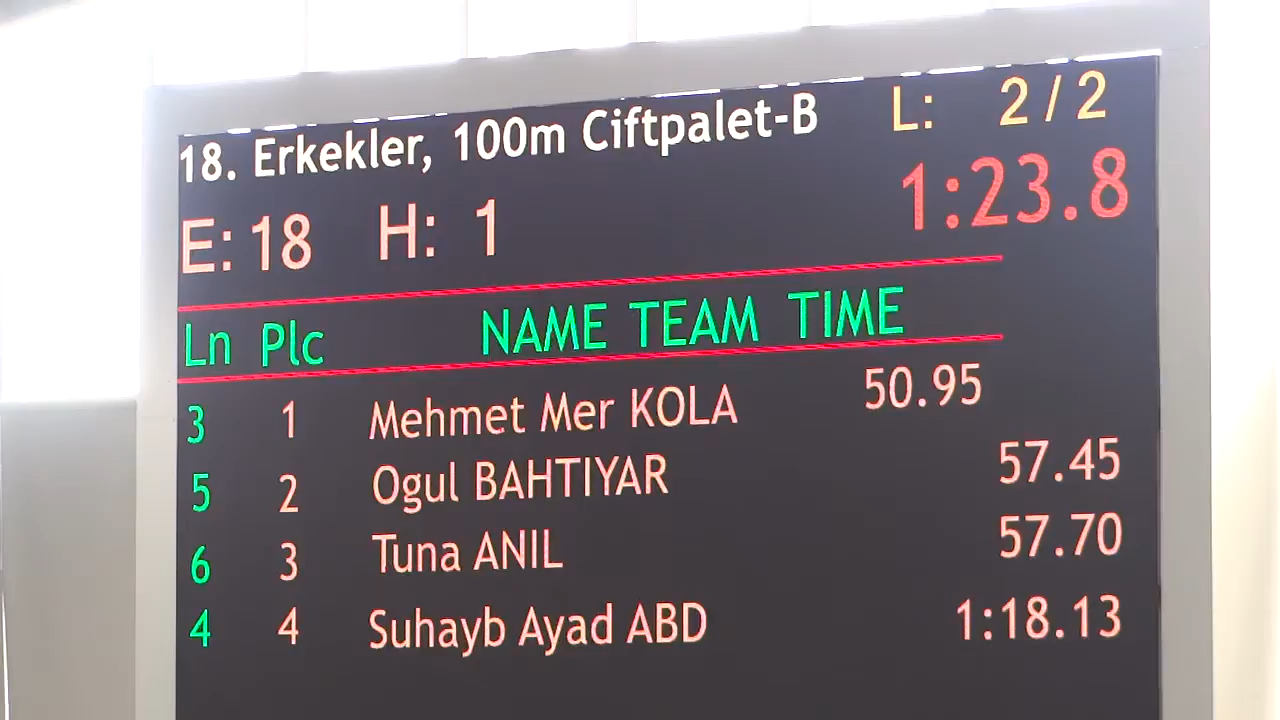 18. Erkekler, 100m Ciftpalet-B L: 2 / 2
E: 18 H: 1 1:23.8
Ln Plc NAME TEAM TIME
3 1 Mehmet Mer KOLA 50.95
5 2 Ogul BAHTIYAR 57.45
6 3 Tuna ANIL 57.70
4 4 Suhayb Ayad ABD 1:18.13